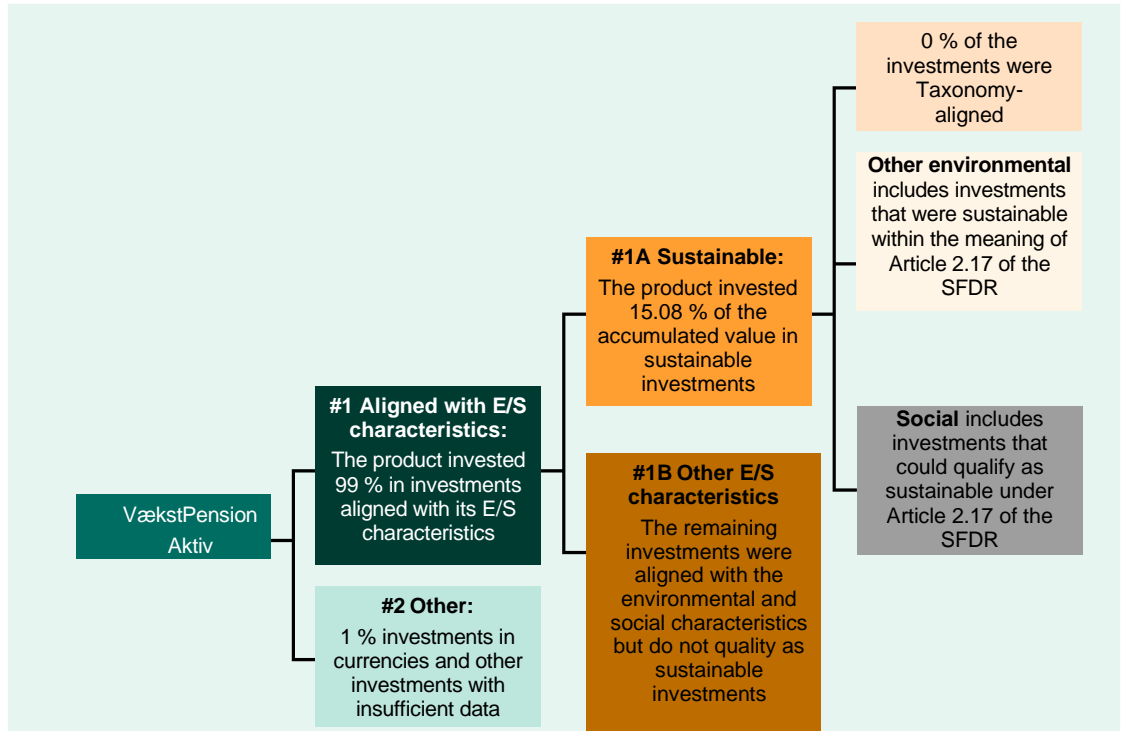 VækstPension
Aktiv
#1 Aligned with E/S
characteristics:
The product invested
99 % in investments
aligned with its E/S
characteristics
#2 Other:
1 % investments in
currencies and other
investments with
insufficient data
#1A Sustainable:
The product invested
15.08 % of the
accumulated value in
sustainable
investments
#1B Other E/S
characteristics
The remaining
investments were
aligned with the
environmental and
social characteristics
but do not quality as
sustainable
investments
0 % of the
investments were
Taxonomy-
aligned
Other environmental
includes investments
that were sustainable
within the meaning of
Article 2.17 of the
SFDR
Social includes
investments that
could qualify as
sustainable under
Article 2.17 of the
SFDR